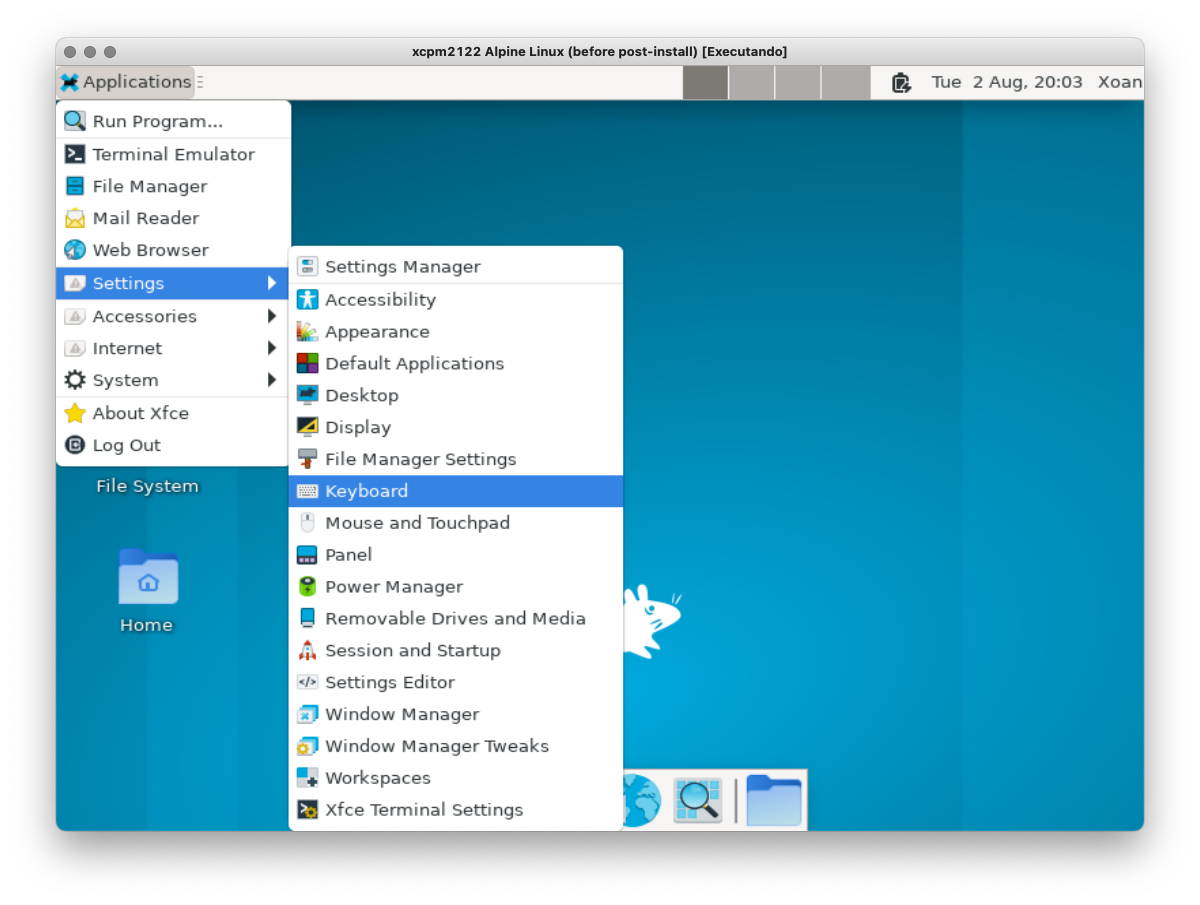 xcpm2122 Alpine Linux (before post-install) [Executando]
Applications
Tue 2 Aug, 20:03 Xoan
Run Program...
Terminal Emulator
File Manager
Mail Reader
Web Browser
Settings
Accessories
Internet
System
About Xfce
Log Out
Settings Manager
Accessibility
Appearance
Default Applications
Desktop
Display
File Manager Settings
Keyboard
Mouse and Touchpad
Panel
Power Manager
Removable Drives and Media
Session and Startup
Settings Editor
Window Manager
Window Manager Tweaks
Workspaces
Xfce Terminal Settings
File System
Home